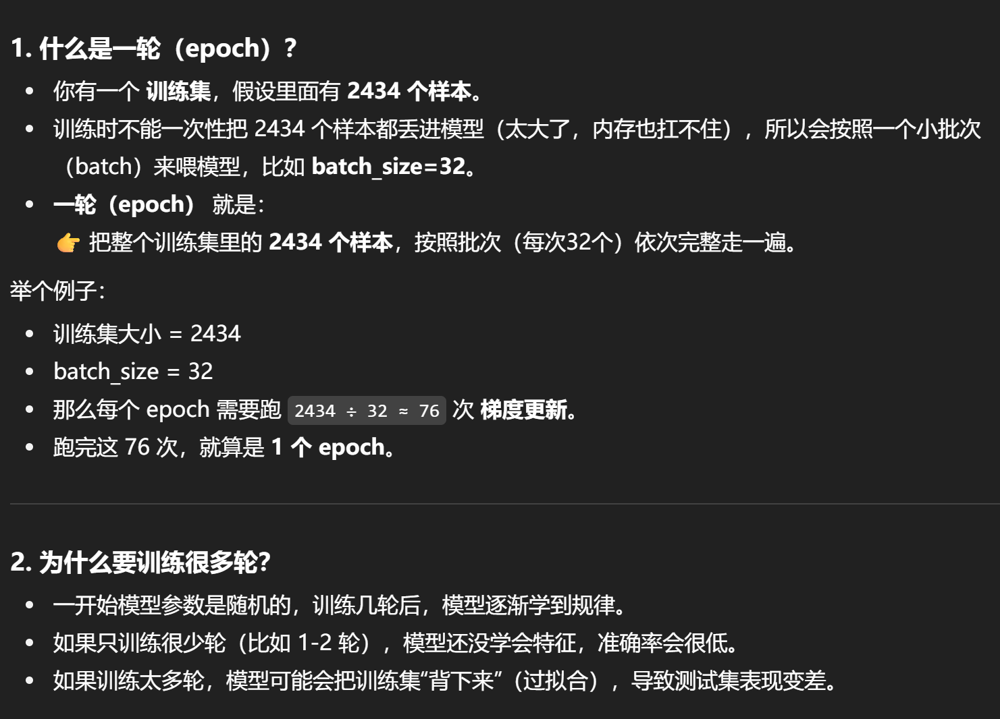 1. 什么是一轮（epoch）？
• 你有一个 训练集，假设里面有 2434 个样本。
• 训练时不能一次性把 2434 个样本都丢进模型（太大了，内存也扛不住），所以会按照一个小批次
（batch）来喂模型，比如 batch_size=32。
• 一轮（epoch） 就是：
👉 把整个训练集里的 2434 个样本，按照批次（每次32个）依次完整走一遍。
举个例子：
• 训练集大小 = 2434
• batch_size = 32
• 那么每个 epoch 需要跑 2434 ÷ 32 ≈ 76 次 梯度更新。
• 跑完这 76 次，就算是 1 个 epoch。
2. 为什么要训练很多轮？
• 一开始模型参数是随机的，训练几轮后，模型逐渐学到规律。
• 如果只训练很少轮（比如 1-2 轮），模型还没学会特征，准确率会很低。
• 如果训练太多轮，模型可能会把训练集“背下来”（过拟合），导致测试集表现变差。